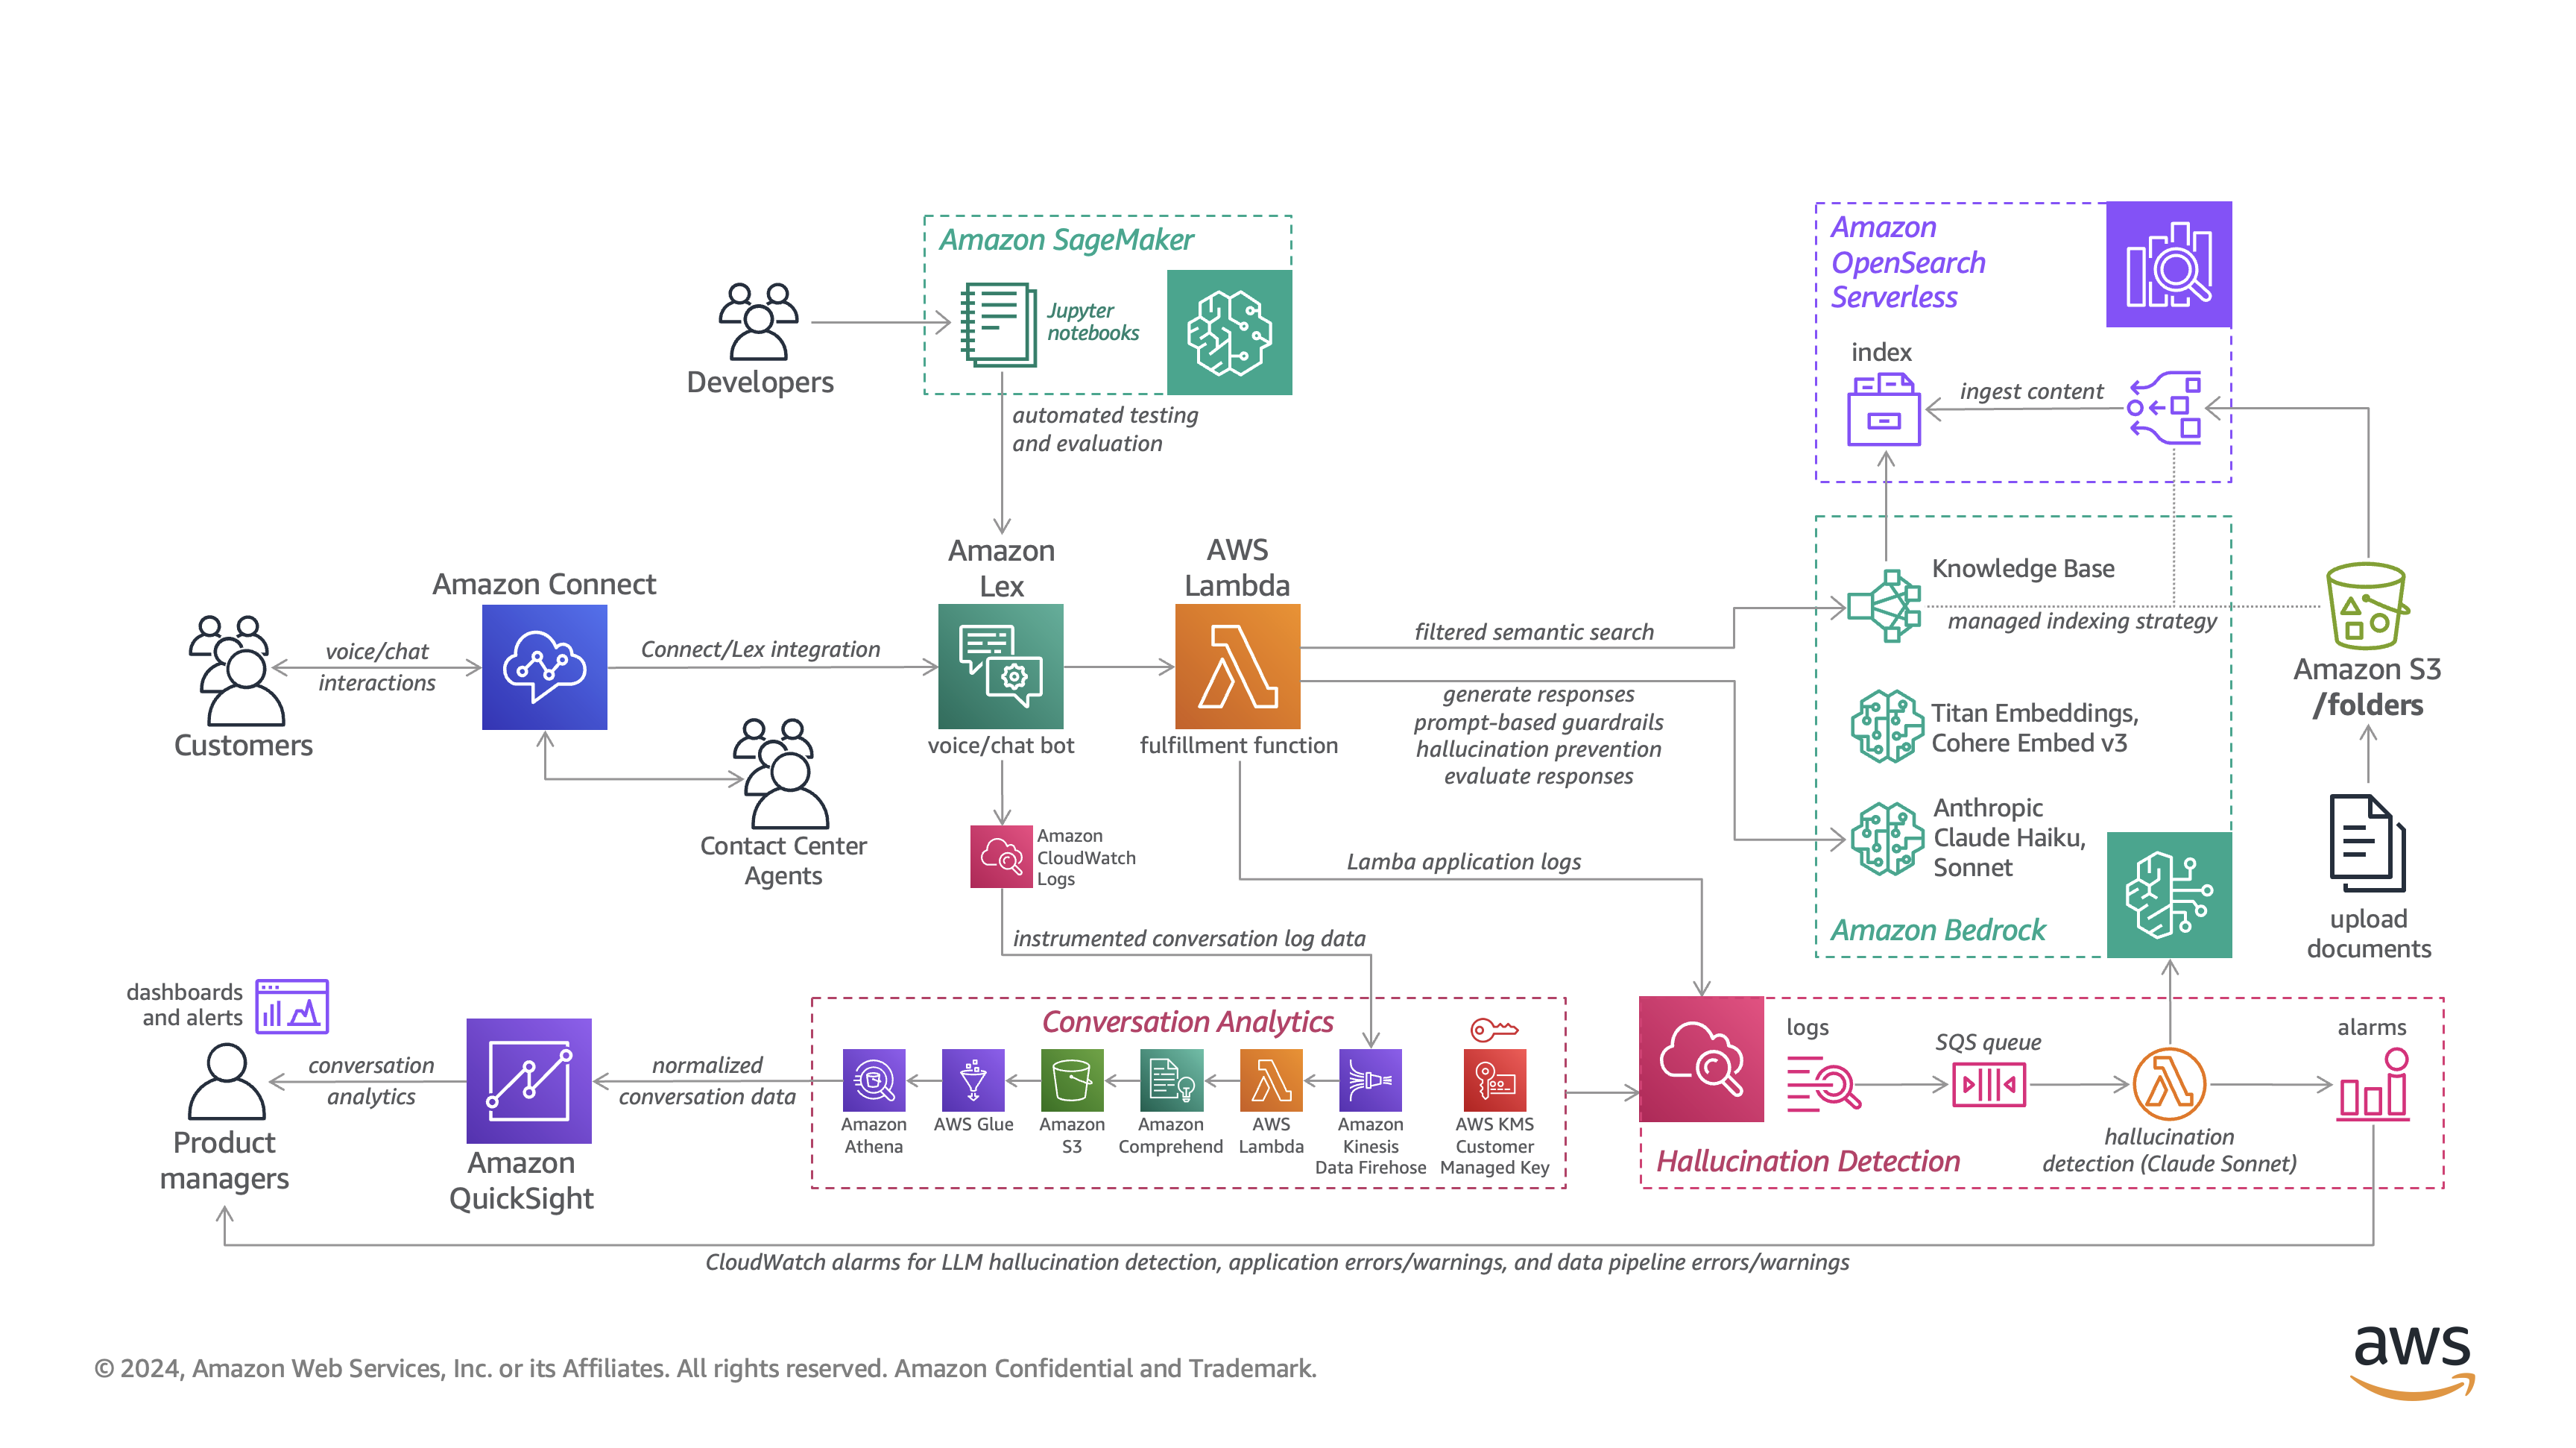 Amazon SageMaker
Jupyter
notebooks
Developers
automated testing
and evaluation
Amazon
OpenSearch
Serverless
index
ingest content
Amazon Connect
Amazon
Lex
AWS
Lambda
Customers
voice/chat
interactions
Connect/Lex integration
voice/chat bot
fulfillment function
filtered semantic search
generate responses
prompt-based guardrails
hallucination prevention
evaluate responses
Knowledge Base
managed indexing strategy
Titan Embeddings,
Cohere Embed v3
Anthropic
Claude Haiku,
Sonnet
Amazon Bedrock
Amazon S3
/folders
upload
documents
Contact Center
Agents
Amazon
CloudWatch
Logs
Lamba application logs
instrumented conversation log data
dashboards
and alerts
Product
managers
conversation
analytics
Amazon
QuickSight
normalized
conversation data
Conversation Analytics
Amazon
Athena
AWS Glue
Amazon
S3
Amazon
Comprehend
AWS
Lambda
Amazon
Kinesis
Data Firehose
AWS KMS
Customer
Managed Key
logs
SQS queue
alarms
hallucination
detection (Claude Sonnet)
Hallucination Detection
CloudWatch alarms for LLM hallucination detection, application errors/warnings, and data pipeline errors/warnings
© 2024, Amazon Web Services, Inc. or its Affiliates. All rights reserved. Amazon Confidential and Trademark.
aws